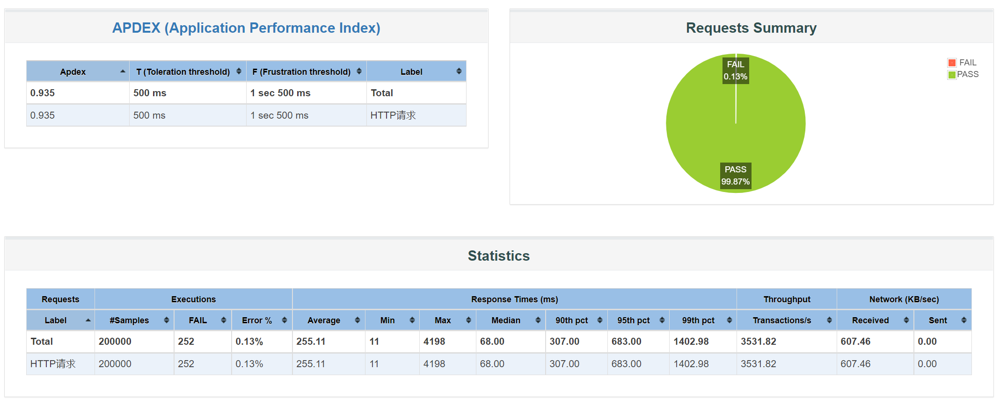 APDEX (Application Performance Index)
Apdex T (Toleration threshold) F (Frustration threshold) Label
0.935 500 ms 1 sec 500 ms Total
0.935 500 ms 1 sec 500 ms HTTP请求
Requests Summary
FAIL
0.13%
PASS
99.87%
FAIL
PASS
Statistics
Requests Executions Response Times (ms) Throughput Network (KB/sec)
Label #Samples FAIL Error % Average Min Max Median 90th pct 95th pct 99th pct Transactions/s Received Sent
Total 200000 252 0.13% 255.11 11 4198 68.00 307.00 683.00 1402.98 3531.82 607.46 0.00
HTTP请求 200000 252 0.13% 255.11 11 4198 68.00 307.00 683.00 1402.98 3531.82 607.46 0.00